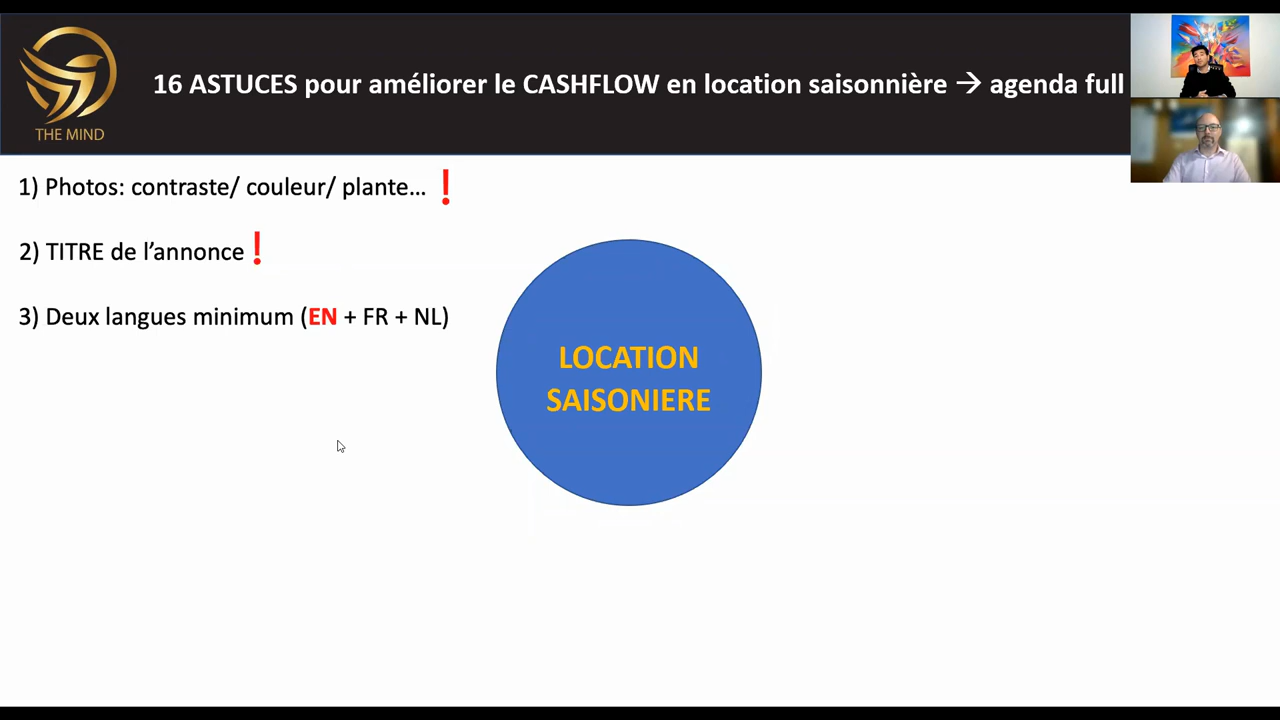 16 ASTUCES pour améliorer le CASHFLOW en location saisonnière → agenda full
THE MIND
1) Photos: contraste/ couleur/ plante... ❗
2) TITRE de l'annonce❗
3) Deux langues minimum (EN + FR + NL)
LOCATION
SAISONIERE